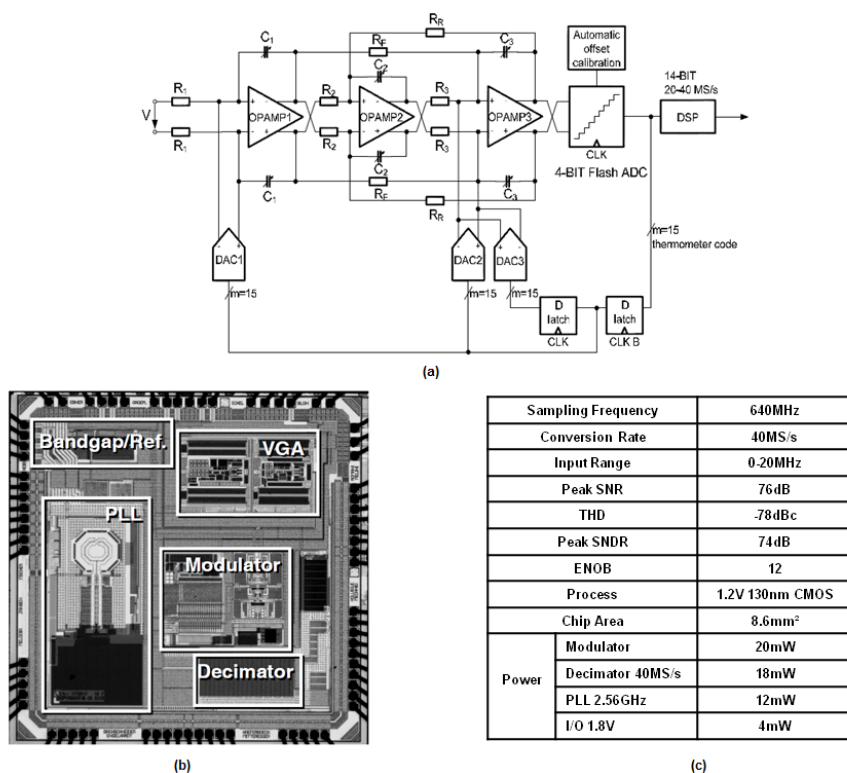 C1
RF
RR
C3
Automatic
offset
calibration
R1
C2
R2
R3
14-BIT
20-40 MS/s
V
OPAMP1
OPAMP2
OPAMP3
DSP
R1
R2
R3
CLK
C2
4-BIT Flash ADC
C1
RF
C3
RR
m=15
thermometer code
DAC1
DAC2
DAC3
m=15
m=15
m=15
D
latch
D
latch
CLK
CLK B
(a)
Bandgap/Ref.
VGA
PLL
Modulator
Decimator
(b)
Sampling Frequency 640MHz
Conversion Rate 40MS/s
Input Range 0-20MHz
Peak SNR 76dB
THD -78dBc
Peak SNDR 74dB
ENOB 12
Process 1.2V 130nm CMOS
Chip Area 8.6mm²
Power
Modulator 20mW
Decimator 40MS/s 18mW
PLL 2.56GHz 12mW
I/O 1.8V 4mW
(c)